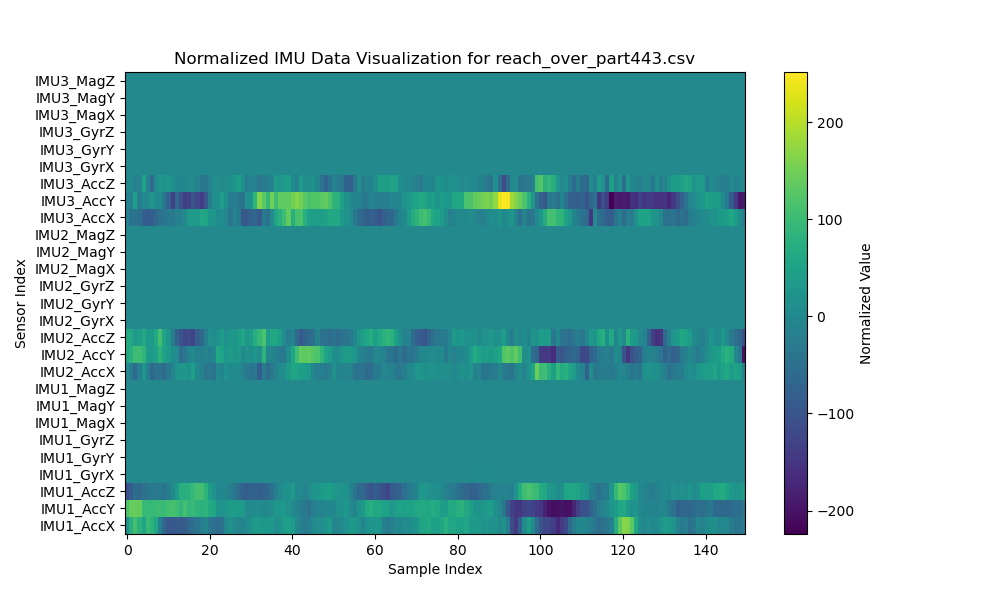 Normalized IMU Data Visualization for reach_over_part443.csv
IMU3_MagZ
IMU3_MagY
IMU3_MagX
IMU3_GyrZ
IMU3_GyrY
IMU3_GyrX
IMU3_AccZ
IMU3_AccY
IMU3_AccX
IMU2_MagZ
IMU2_MagY
IMU2_MagX
IMU2_GyrZ
IMU2_GyrY
IMU2_GyrX
IMU2_AccZ
IMU2_AccY
IMU2_AccX
IMU1_MagZ
IMU1_MagY
IMU1_MagX
IMU1_GyrZ
IMU1_GyrY
IMU1_GyrX
IMU1_AccZ
IMU1_AccY
IMU1_AccX
Sensor Index
0 20 40 60 80 100 120 140
Sample Index
200
100
0
−100
−200
Normalized Value